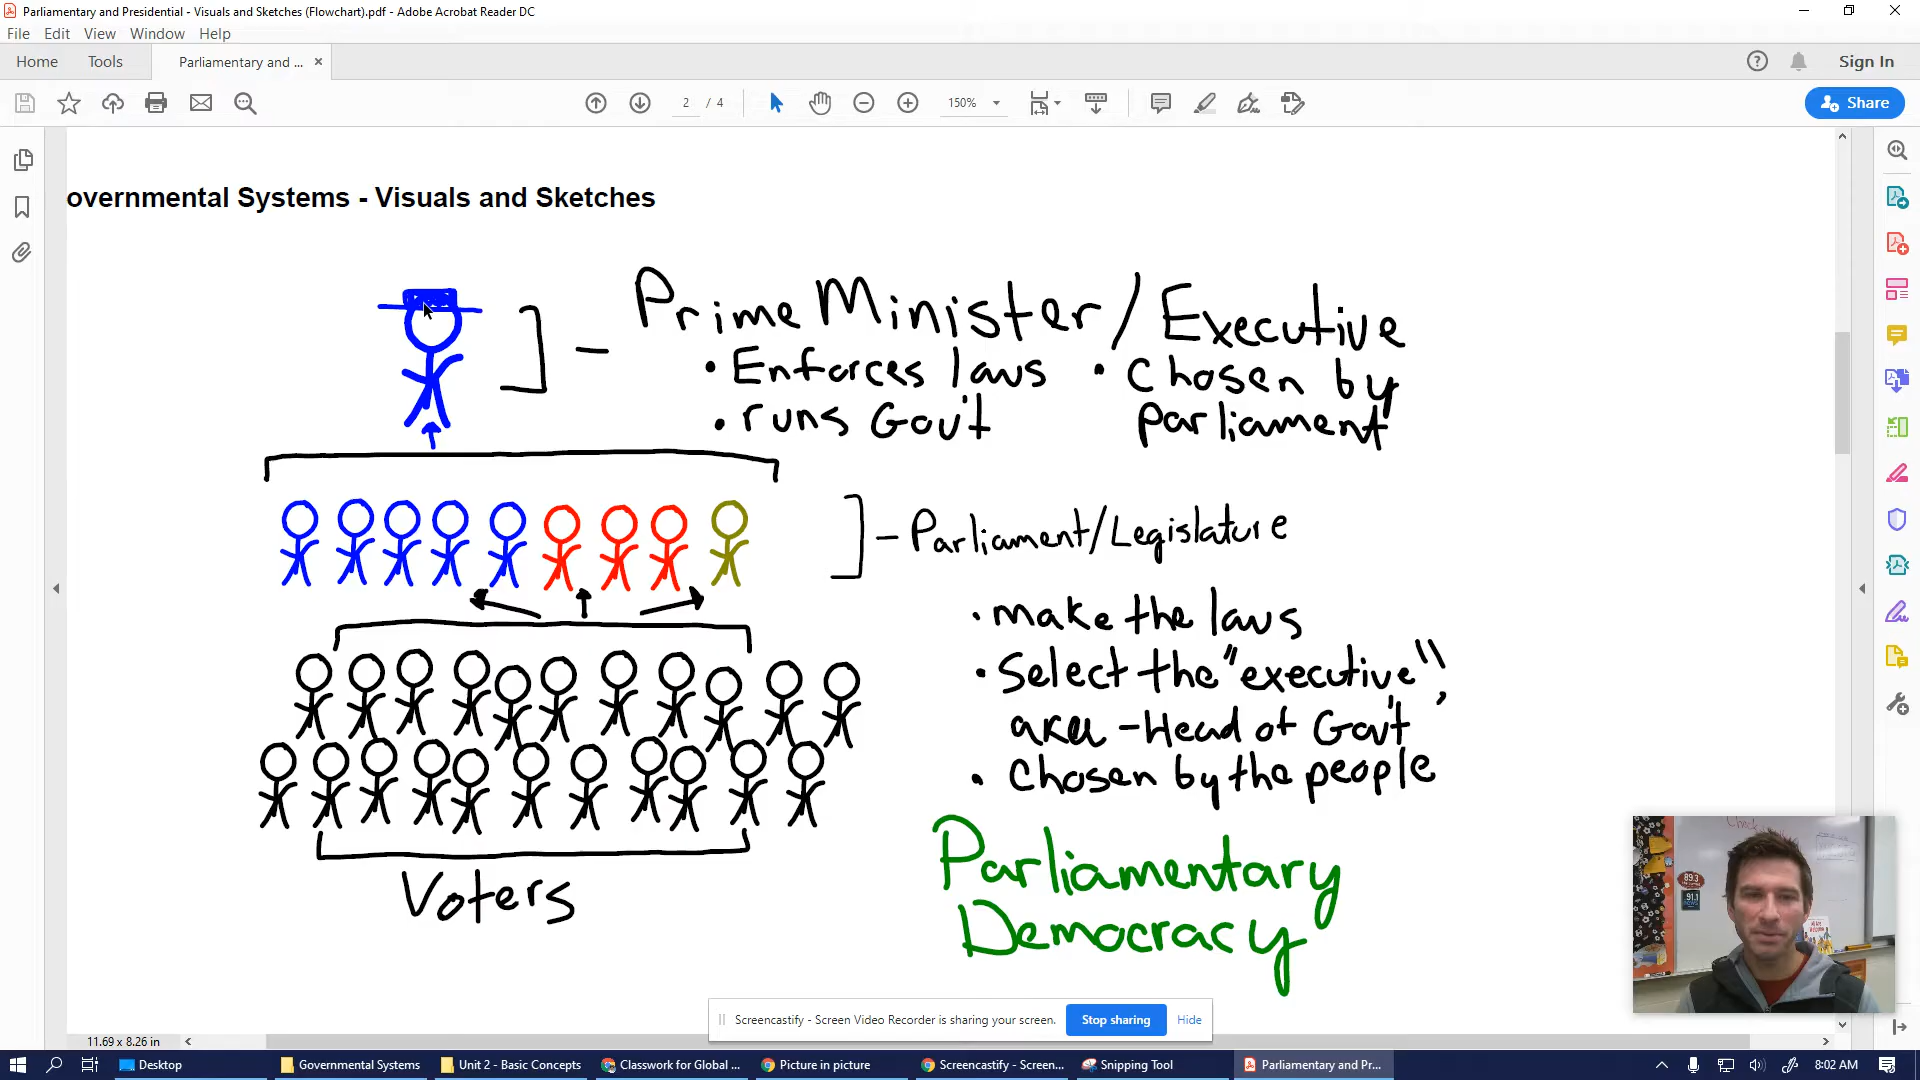 Parliamentary and Presidential - Visuals and Sketches (Flowchart).pdf - Adobe Acrobat Reader DC
File Edit View Window Help
Home Tools Parliamentary and ... × Sign In
2 / 4 150% Share
overnmental Systems - Visuals and Sketches
Prime Minister/Executive
• Enforces laws • Chosen by
• runs Gov't parliament
- Parliament/Legislature
• make the laws
• Select the "executive",
aka - Head of Gov't
• Chosen by the people
Voters
Parliamentary
Democracy
89.3
91.1
Screencastify - Screen Video Recorder is sharing your screen. Stop sharing Hide
11.69 x 8.26 in
Desktop Governmental Systems Unit 2 - Basic Concepts Classwork for Global ... Picture in picture Screencastify - Screen... Snipping Tool Parliamentary and Pr... 8:02 AM